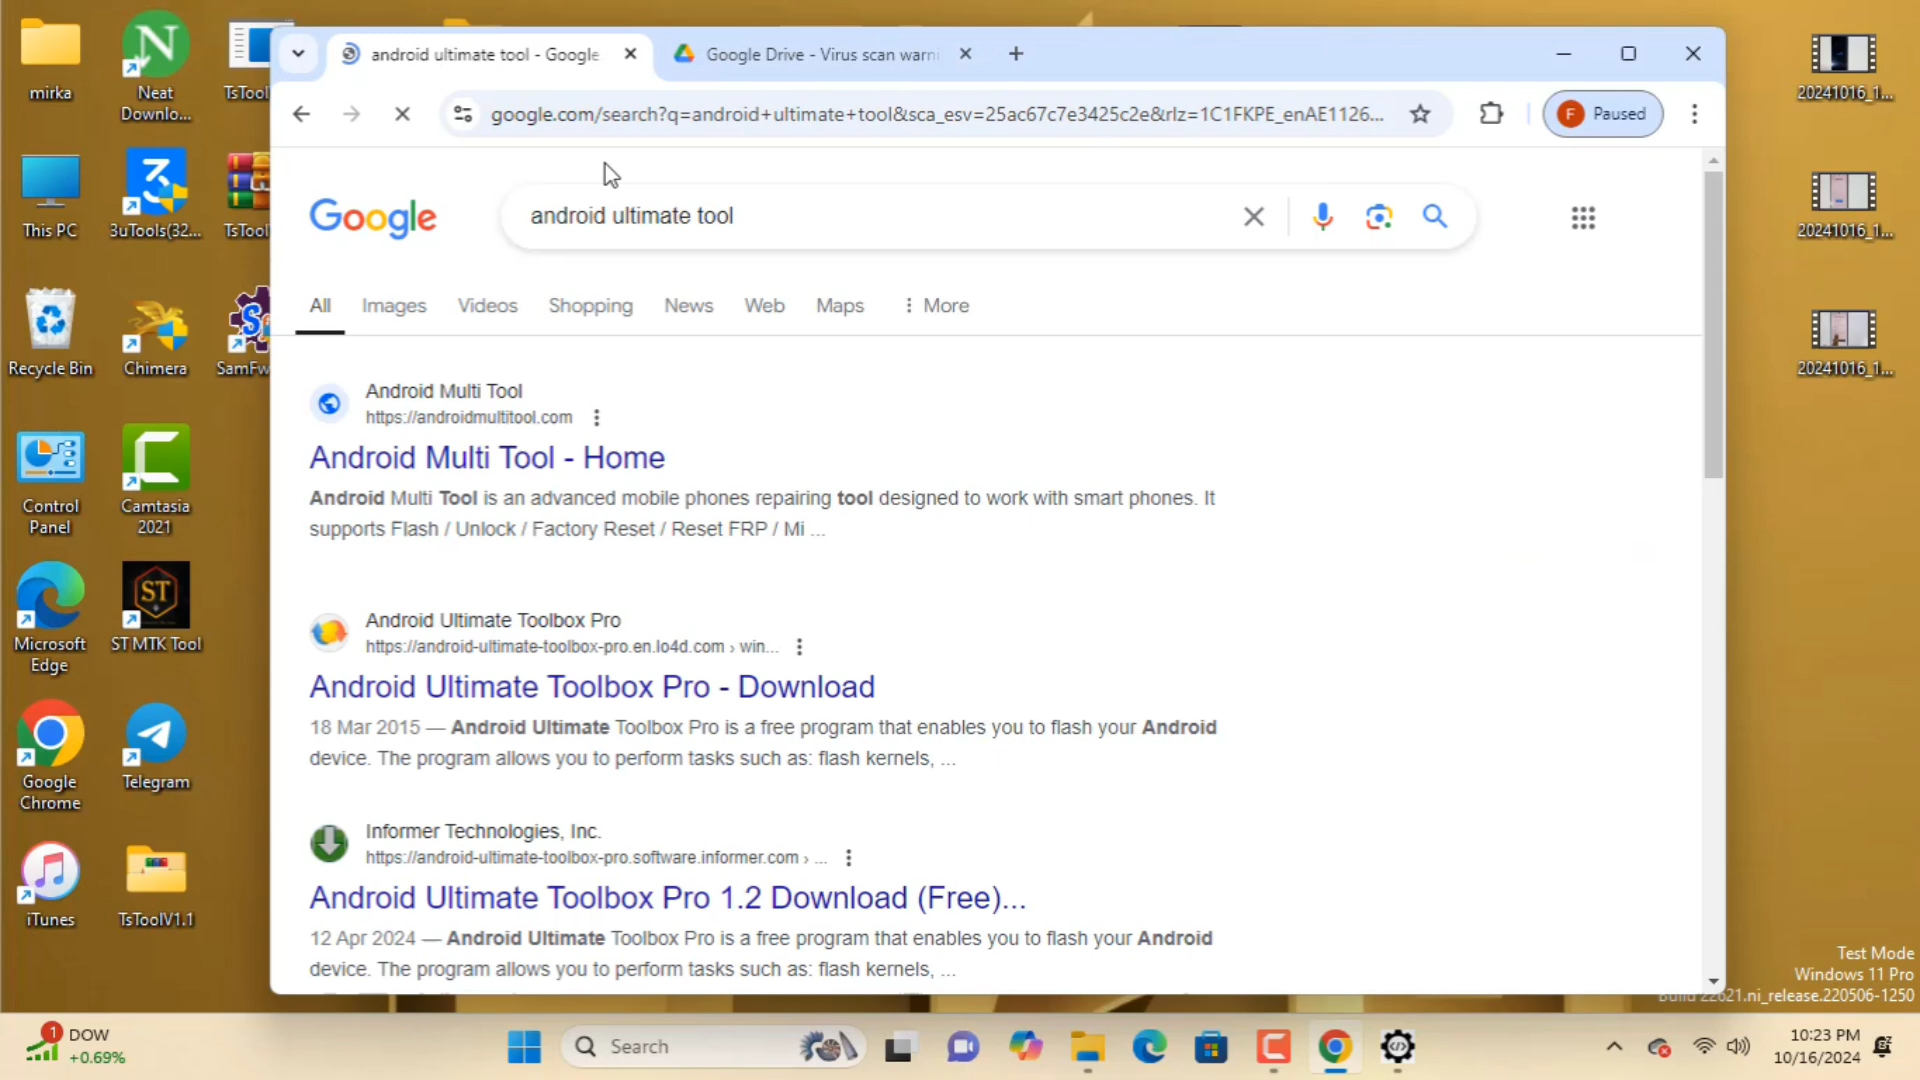 android ultimate tool - Google
Google Drive - Virus scan warni
google.com/search?q=android+ultimate+tool&sca_esv=25ac67c7e3425c2e&rlz=1C1FKPE_enAE1126...
F
Paused
Google
android ultimate tool
All
Images
Videos
Shopping
News
Web
Maps
More
Android Multi Tool
https://androidmultitool.com
Android Multi Tool - Home
Android Multi Tool is an advanced mobile phones repairing tool designed to work with smart phones. It
supports Flash / Unlock / Factory Reset / Reset FRP / Mi ...
Android Ultimate Toolbox Pro
https://android-ultimate-toolbox-pro.en.lo4d.com › win...
Android Ultimate Toolbox Pro - Download
18 Mar 2015 — Android Ultimate Toolbox Pro is a free program that enables you to flash your Android
device. The program allows you to perform tasks such as: flash kernels, ...
Informer Technologies, Inc.
https://android-ultimate-toolbox-pro.software.informer.com › ...
Android Ultimate Toolbox Pro 1.2 Download (Free)...
12 Apr 2024 — Android Ultimate Toolbox Pro is a free program that enables you to flash your Android
device. The program allows you to perform tasks such as: flash kernels, ...
mirka
Neat
Downlo...
TsTool
This PC
3uTools(32...
TsTool
Recycle Bin
Chimera
SamFw
Control
Panel
Camtasia
2021
Microsoft
Edge
ST
ST MTK Tool
Google
Chrome
Telegram
iTunes
TsToolV1.1
20241016_1...
20241016_1...
20241016_1...
Test Mode
Windows 11 Pro
Build 22621.ni_release.220506-1250
1
DOW
+0.69%
Search
10:23 PM
10/16/2024